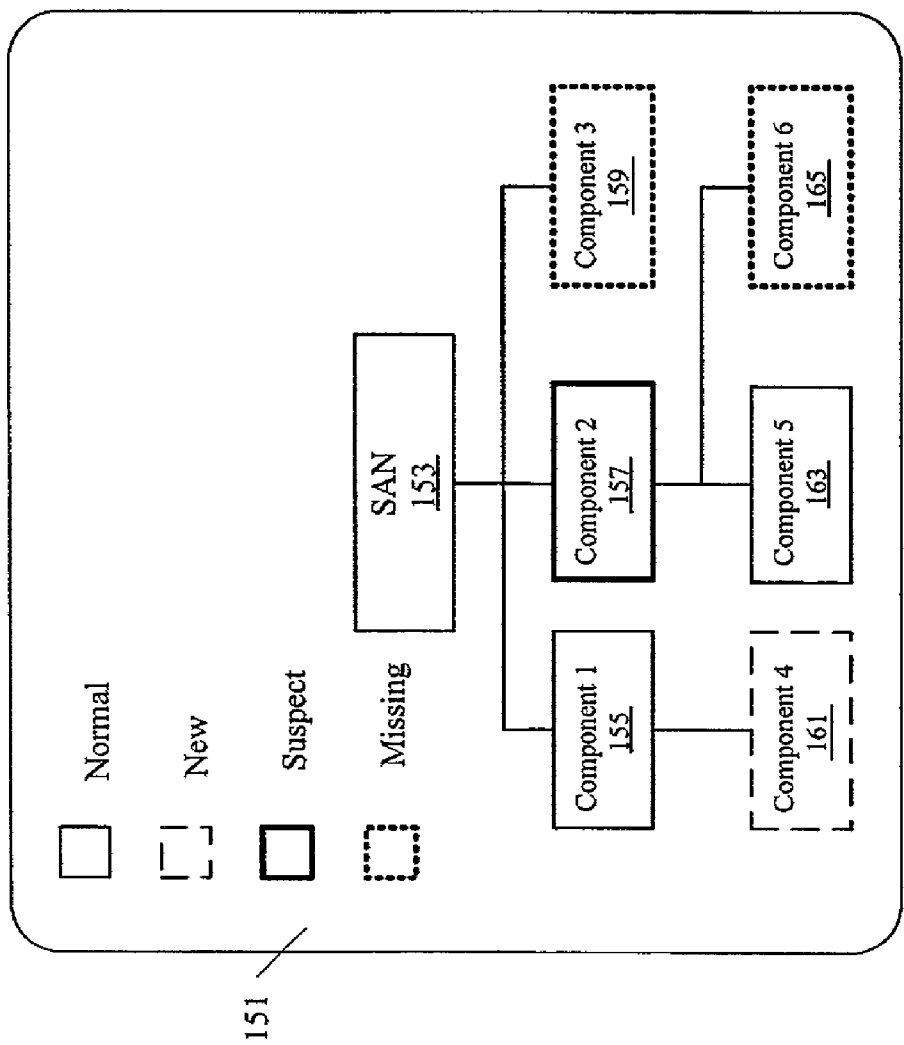 Normal
New
Suspect
Missing
SAN
153
Component 1
155
Component 2
157
Component 3
159
Component 4
161
Component 5
163
Component 6
165
151